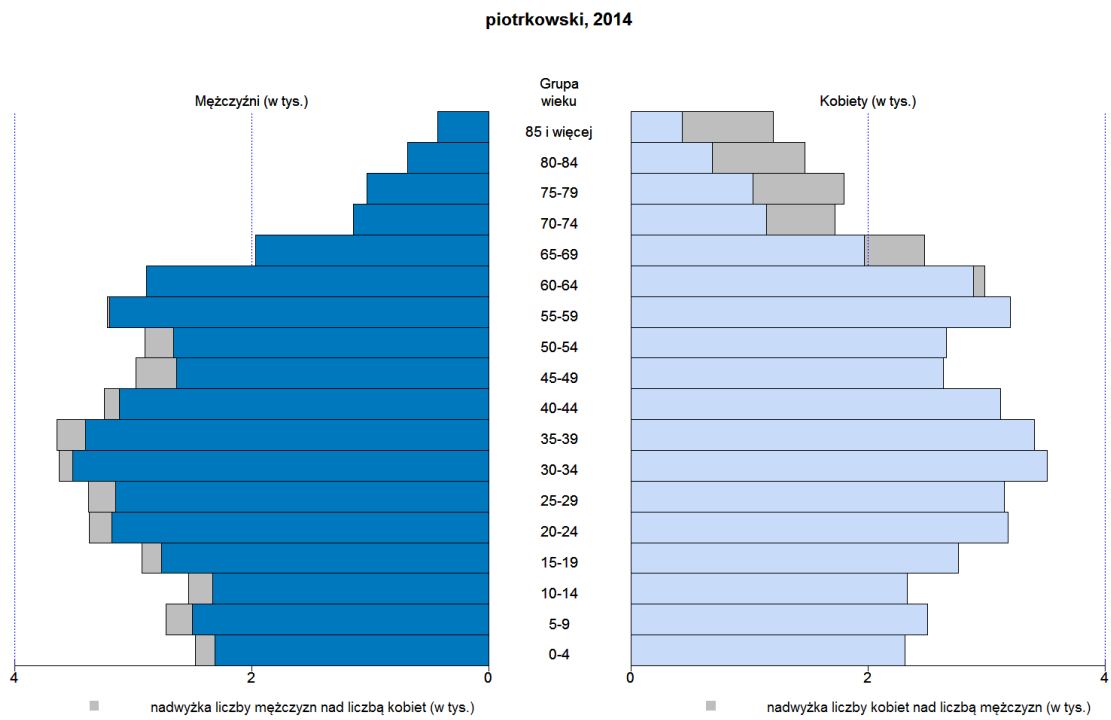 piotrkowski, 2014
Mężczyźni (w tys.)
Grupa
wieku
Kobiety (w tys.)
85 i więcej
80-84
75-79
70-74
65-69
60-64
55-59
50-54
45-49
40-44
35-39
30-34
25-29
20-24
15-19
10-14
5-9
0-4
4 2 0 0 2 4
nadwyżka liczby mężczyzn nad liczbą kobiet (w tys.)
nadwyżka liczby kobiet nad liczbą mężczyzn (w tys.)